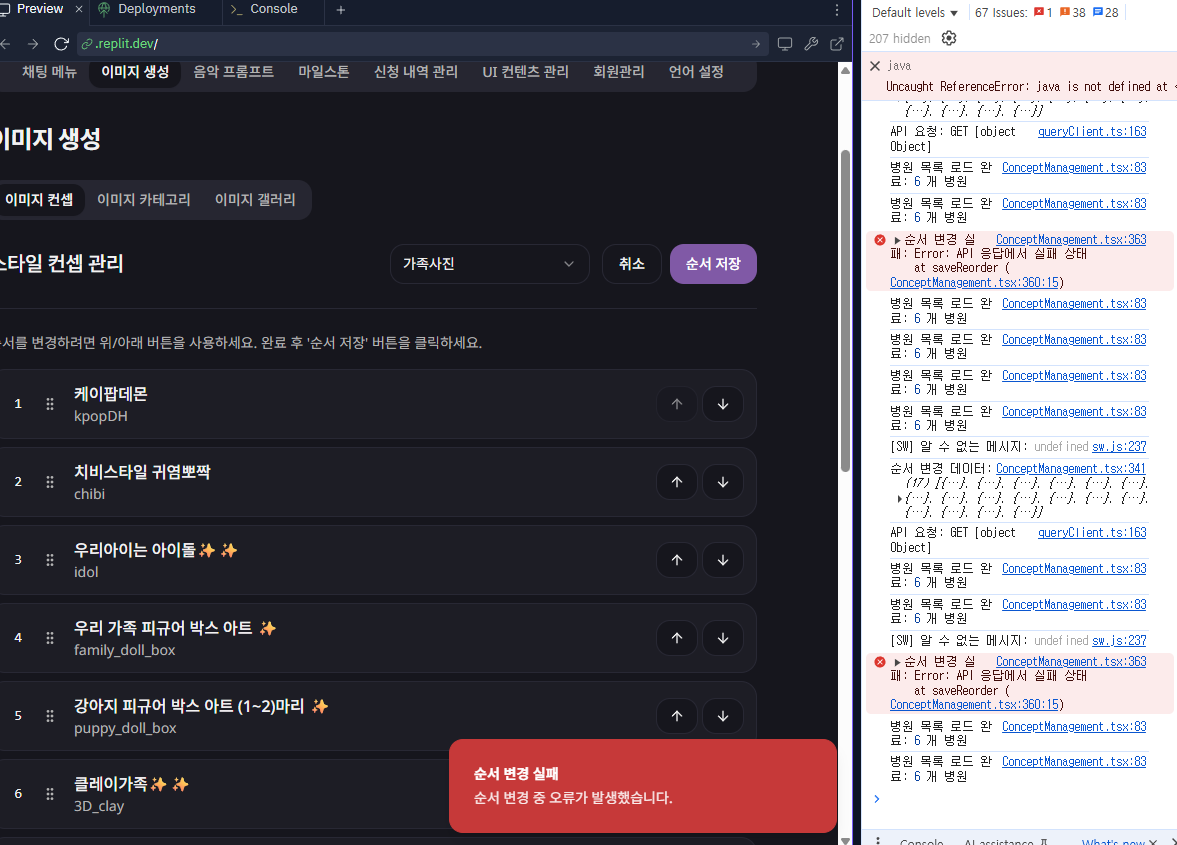 Preview
Deployments
Console
.replit.dev/
채팅 메뉴
이미지 생성
음악 프롬프트
마일스톤
신청 내역 관리
UI 컨텐츠 관리
회원관리
언어 설정
이미지 생성
이미지 컨셉
이미지 카테고리
이미지 갤러리
스타일 컨셉 관리
가족사진
취소
순서 저장
순서를 변경하려면 위/아래 버튼을 사용하세요. 완료 후 '순서 저장' 버튼을 클릭하세요.
1
케이팝데몬
kpopDH
2
치비스타일 귀염뽀짝
chibi
3
우리아이는 아이돌✨ ✨
idol
4
우리 가족 피규어 박스 아트 ✨
family_doll_box
5
강아지 피규어 박스 아트 (1~2)마리 ✨
puppy_doll_box
6
클레이가족✨ ✨
3D_clay
순서 변경 실패
순서 변경 중 오류가 발생했습니다.
Default levels
67 Issues:
1
38
28
207 hidden
java
Uncaught ReferenceError: java is not defined at
{…}, {…}, {…}, {…}]
API 요청: GET [object queryClient.ts:163
Object]
병원 목록 로드 완 ConceptManagement.tsx:83
료: 6 개 병원
병원 목록 로드 완 ConceptManagement.tsx:83
료: 6 개 병원
순서 변경 실 ConceptManagement.tsx:363
패: Error: API 응답에서 실패 상태
at saveReorder (
ConceptManagement.tsx:360:15)
병원 목록 로드 완 ConceptManagement.tsx:83
료: 6 개 병원
병원 목록 로드 완 ConceptManagement.tsx:83
료: 6 개 병원
병원 목록 로드 완 ConceptManagement.tsx:83
료: 6 개 병원
병원 목록 로드 완 ConceptManagement.tsx:83
료: 6 개 병원
[SW] 알 수 없는 메시지: undefined sw.js:237
순서 변경 데이터: ConceptManagement.tsx:341
(17) [{…}, {…}, {…}, {…}, {…}, {…},
{…}, {…}, {…}, {…}, {…}, {…}, {…},
{…}, {…}, {…}, {…}]
API 요청: GET [object queryClient.ts:163
Object]
병원 목록 로드 완 ConceptManagement.tsx:83
료: 6 개 병원
병원 목록 로드 완 ConceptManagement.tsx:83
료: 6 개 병원
[SW] 알 수 없는 메시지: undefined sw.js:237
순서 변경 실 ConceptManagement.tsx:363
패: Error: API 응답에서 실패 상태
at saveReorder (
ConceptManagement.tsx:360:15)
병원 목록 로드 완 ConceptManagement.tsx:83
료: 6 개 병원
병원 목록 로드 완 ConceptManagement.tsx:83
료: 6 개 병원
Console
AI assistance
What's new